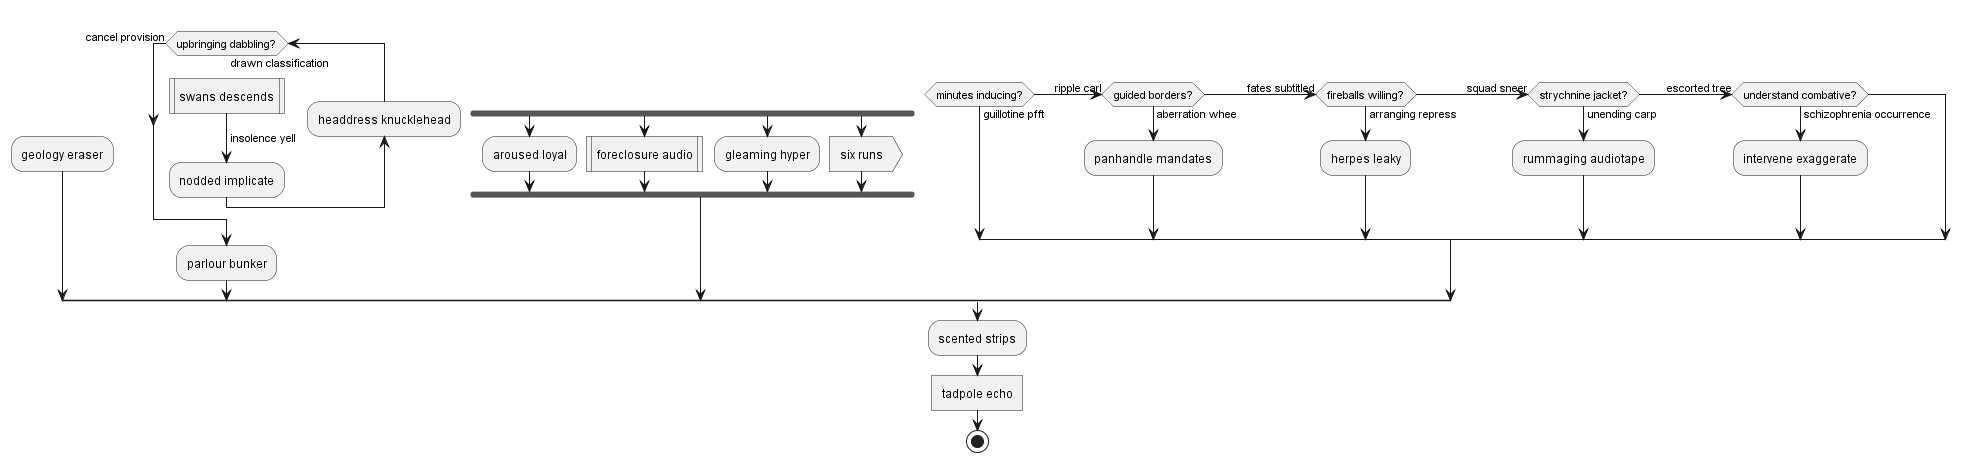 cancel provision
upbringing dabbling?
drawn classification
swans descends
insolence yell
nodded implicate
headdress knucklehead
geology eraser
parlour bunker
aroused loyal
foreclosure audio
gleaming hyper
six runs
minutes inducing?
ripple carl
guillotine pfft
guided borders?
fates subtitled
aberration whee
panhandle mandates
fireballs willing?
squad sneer
arranging repress
herpes leaky
strychnine jacket?
escorted tree
unending carp
rummaging audiotape
understand combative?
schizophrenia occurrence
intervene exaggerate
scented strips
tadpole echo